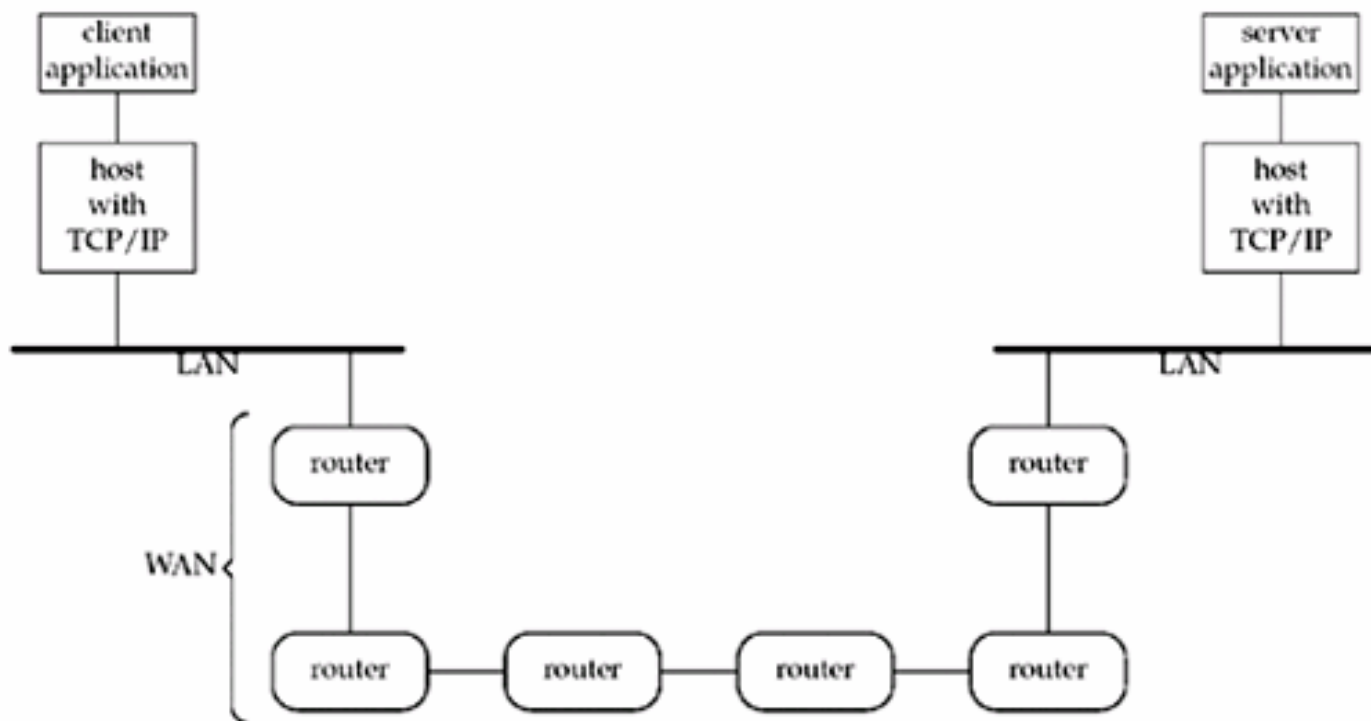 client
application
server
application
host
with
TCP/IP
host
with
TCP/IP
LAN
LAN
router
router
WAN
router
router
router
router